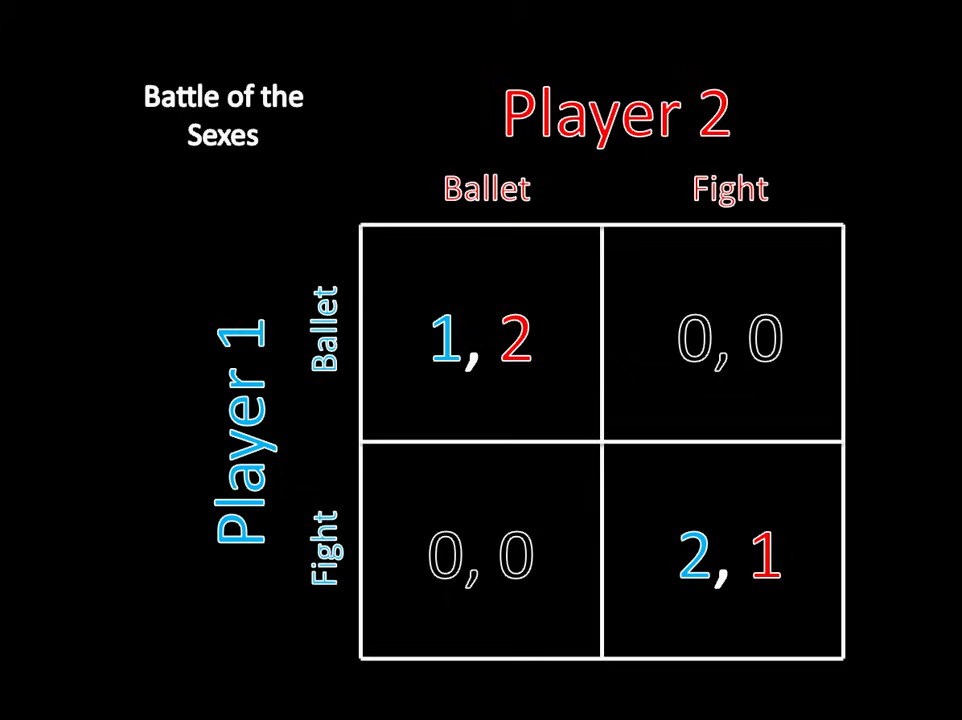 Battle of the
Sexes
Player 2
Ballet
Fight
Player 1
Ballet
1, 2
0, 0
Fight
0, 0
2, 1